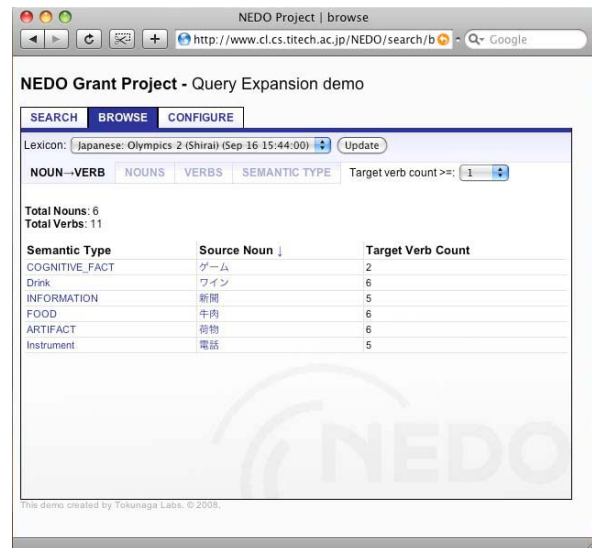 NEDO Project | browse
http://www.cl.cs.titech.ac.jp/NEDO/search/b
Google
NEDO Grant Project - Query Expansion demo
SEARCH BROWSE CONFIGURE
Lexicon: Japanese: Olympics 2 (Shirai) (Sep 16 15:44:00) Update
NOUN→VERB NOUNS VERBS SEMANTIC TYPE Target verb count >=: 1
Total Nouns: 6
Total Verbs: 11
Semantic Type Source Noun ↓ Target Verb Count
COGNITIVE_FACT ゲーム 2
Drink ワイン 6
INFORMATION 新聞 5
FOOD 牛肉 6
ARTIFACT 荷物 6
Instrument 電話 5
NEDO
This demo created by Tokunaga Labs. © 2008.